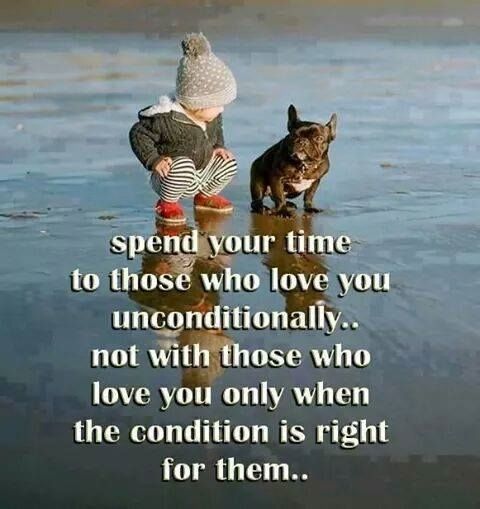 spend your time
to those who love you
unconditionally..
not with those who
love you only when
the condition is right
for them..